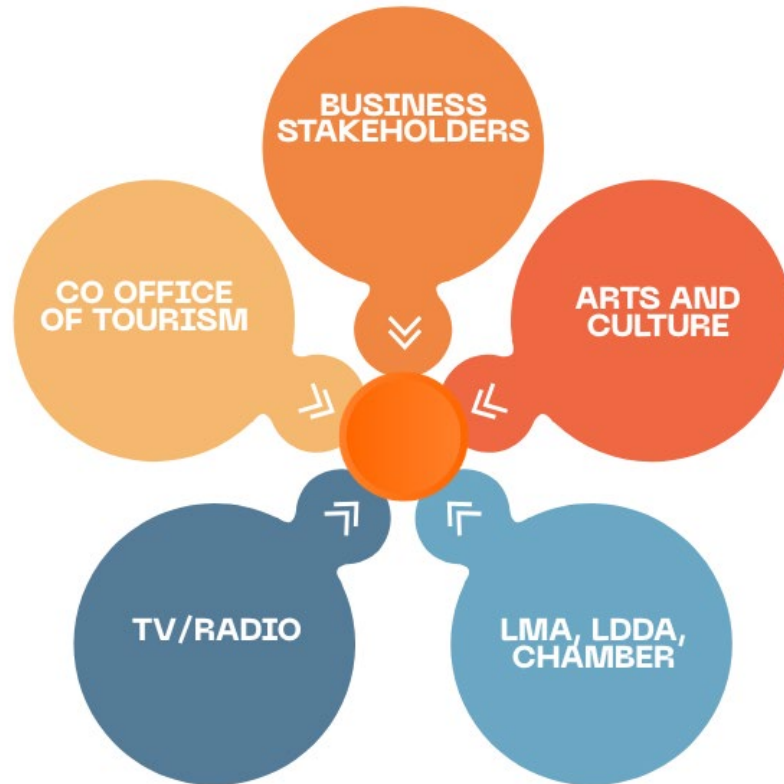 BUSINESS
STAKEHOLDERS
CO OFFICE
OF TOURISM
ARTS AND
CULTURE
TV/RADIO
LMA, LDDA,
CHAMBER